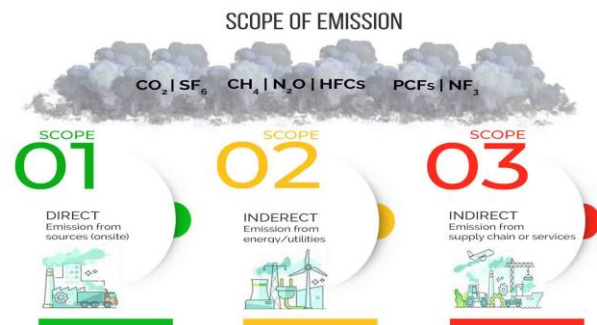 SCOPE OF EMISSION
CO₂ | SF₆ CH₄ | N₂O | HFCs PCFs | NF₃
SCOPE
01
DIRECT
Emission from
sources (onsite)
SCOPE
02
INDERECT
Emission from
energy/utilities
SCOPE
03
INDIRECT
Emission from
supply chain or services